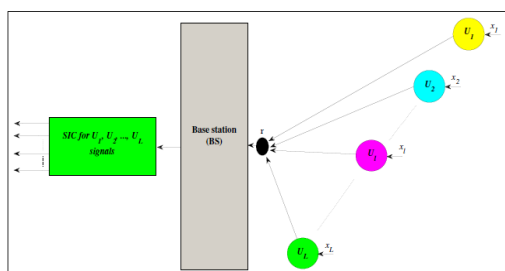 U1
x1
U2
x2
τ
Base station
(BS)
SIC for U1, U2, ..., UL
signals
Ul
xl
UL
xL